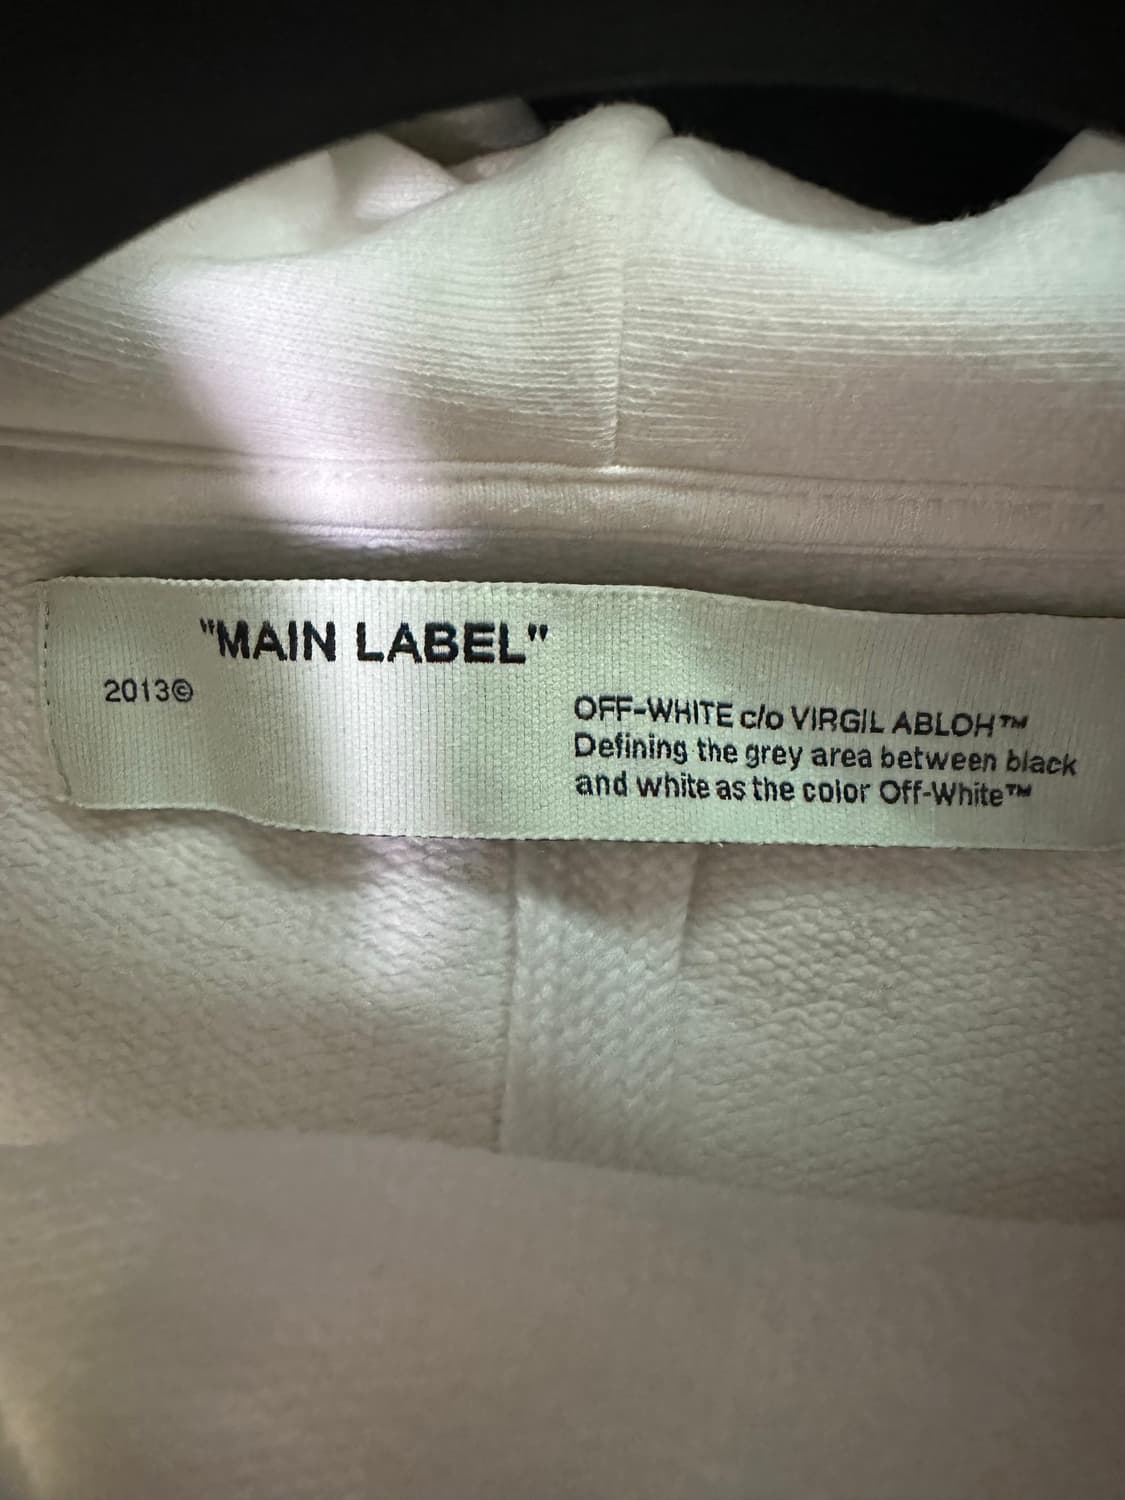 "MAIN LABEL"
2013©
OFF-WHITE c/o VIRGIL ABLOH™
Defining the grey area between black
and white as the color Off-White™